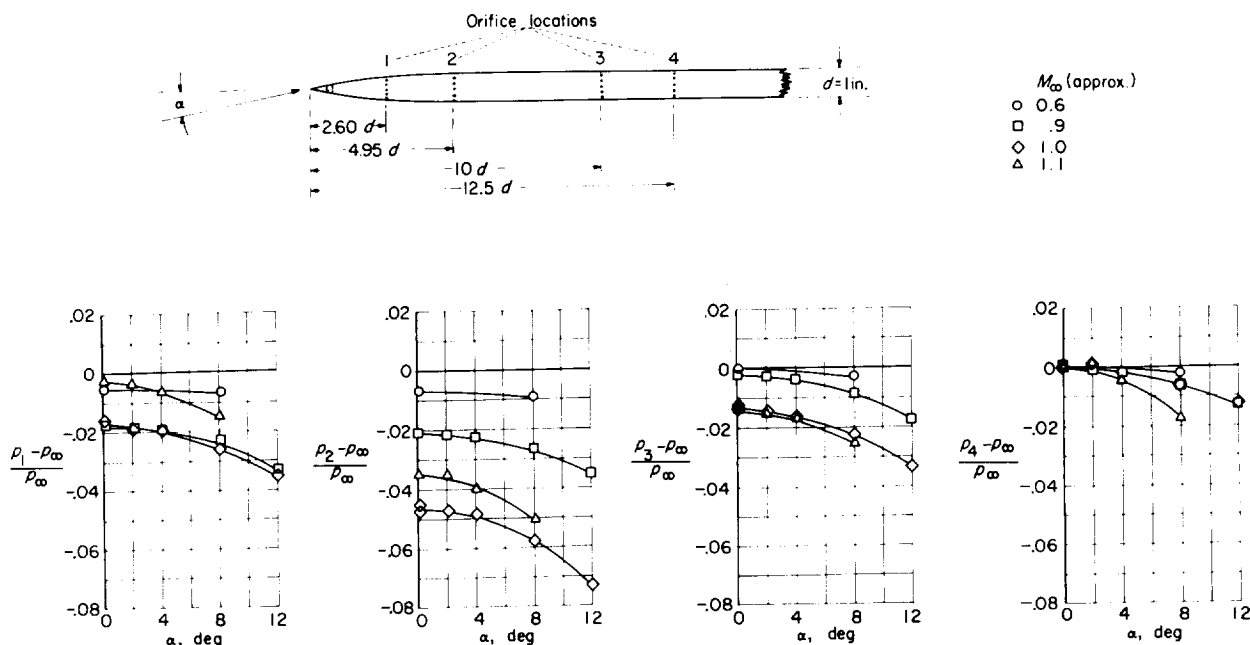 Orifice locations
1 2 3 4
α
d=1in.
2.60 d
4.95 d
10 d
12.5 d
M∞ (approx.)
○ 0.6
□ .9
◇ 1.0
△ 1.1
.02
0
-.02
-.04
-.06
-.08
p1 - p∞
p∞
0 4 8 12
α, deg
.02
0
-.02
-.04
-.06
-.08
p2 - p∞
p∞
0 4 8 12
α, deg
.02
0
-.02
-.04
-.06
-.08
p3 - p∞
p∞
0 4 8 12
α, deg
.02
0
-.02
-.04
-.06
-.08
p4 - p∞
p∞
0 4 8 12
α, deg